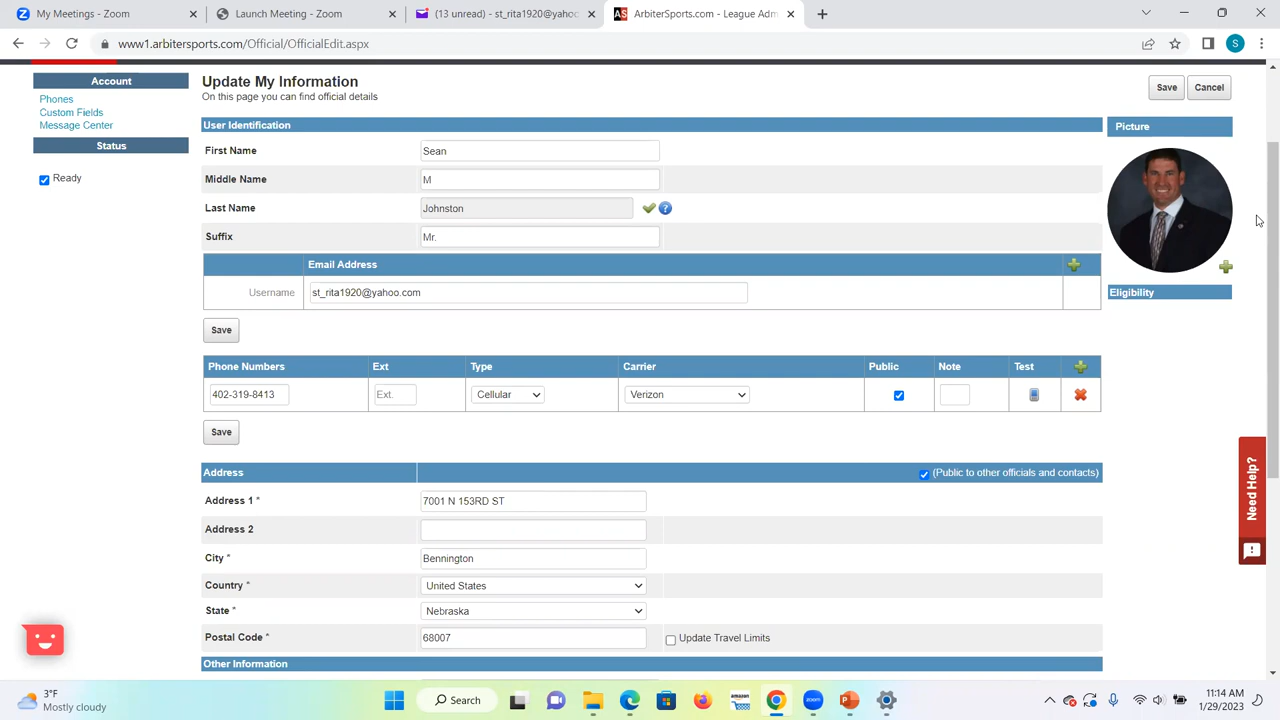 My Meetings - Zoom
Launch Meeting - Zoom
(13 unread) - st_rita1920@yahoo
AS ArbiterSports.com - League Adm
www1.arbitersports.com/Official/OfficialEdit.aspx
S
Account
Phones
Custom Fields
Message Center
Status
Ready
Update My Information
On this page you can find official details
Save
Cancel
User Identification
First Name
Sean
Middle Name
M
Last Name
Johnston
Suffix
Mr.
Email Address
Username
st_rita1920@yahoo.com
Save
Phone Numbers
Ext
Type
Carrier
Public
Note
Test
402-319-8413
Ext.
Cellular
Verizon
Save
Address
(Public to other officials and contacts)
Address 1 *
7001 N 153RD ST
Address 2
City *
Bennington
Country *
United States
State *
Nebraska
Postal Code *
68007
Update Travel Limits
Other Information
Picture
Eligibility
Need Help?
3°F
Mostly cloudy
Search
amazon
zoom
11:14 AM
1/29/2023